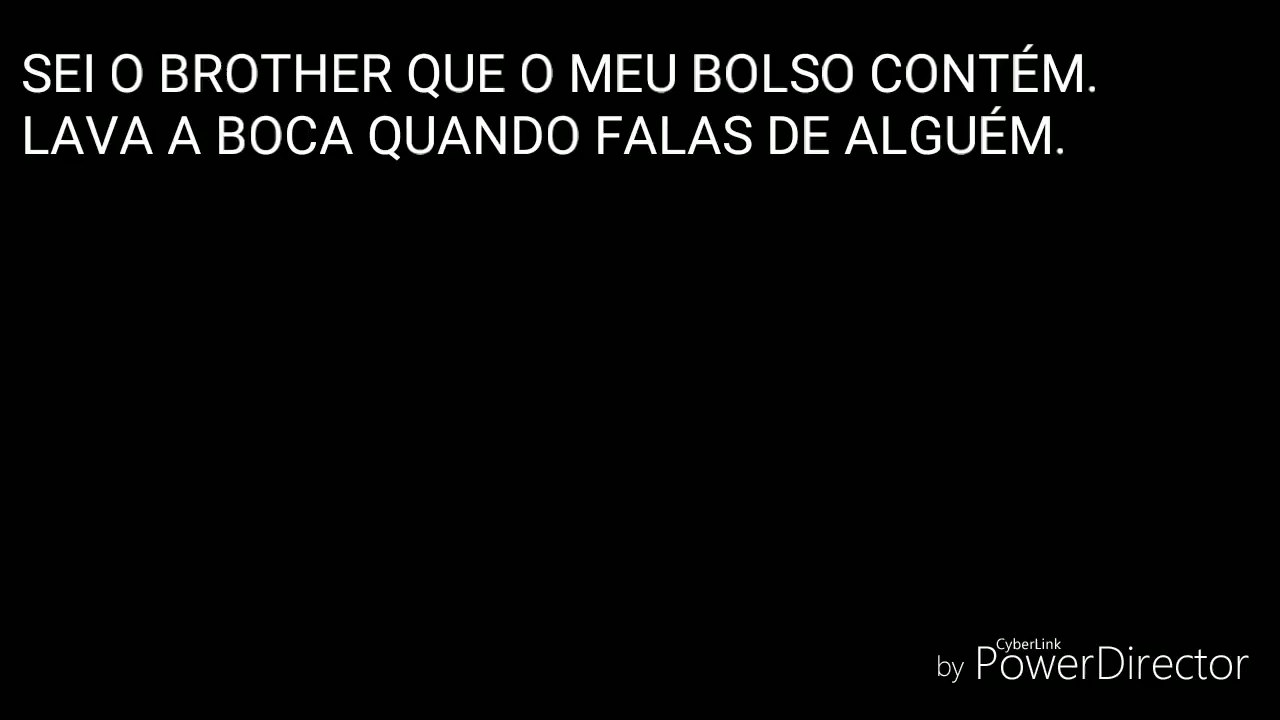 SEI O BROTHER QUE O MEU BOLSO CONTÉM.
LAVA A BOCA QUANDO FALAS DE ALGUÉM.
CyberLink
by PowerDirector